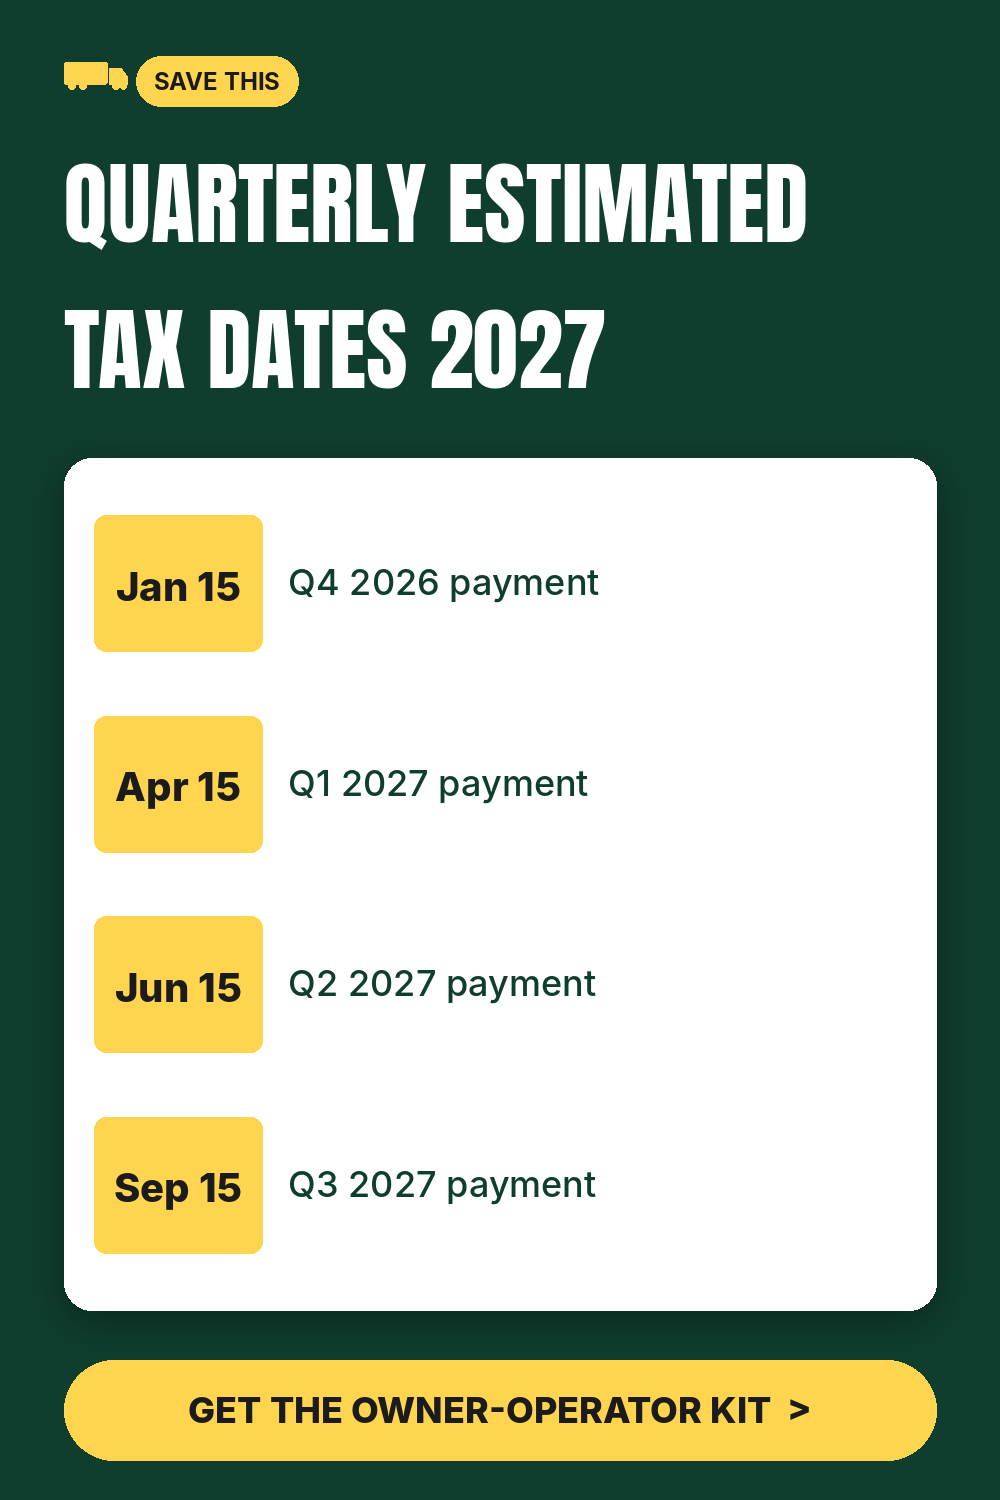 SAVE THIS
QUARTERLY ESTIMATED
TAX DATES 2027
Jan 15
Q4 2026 payment
Apr 15
Q1 2027 payment
Jun 15
Q2 2027 payment
Sep 15
Q3 2027 payment
GET THE OWNER-OPERATOR KIT >